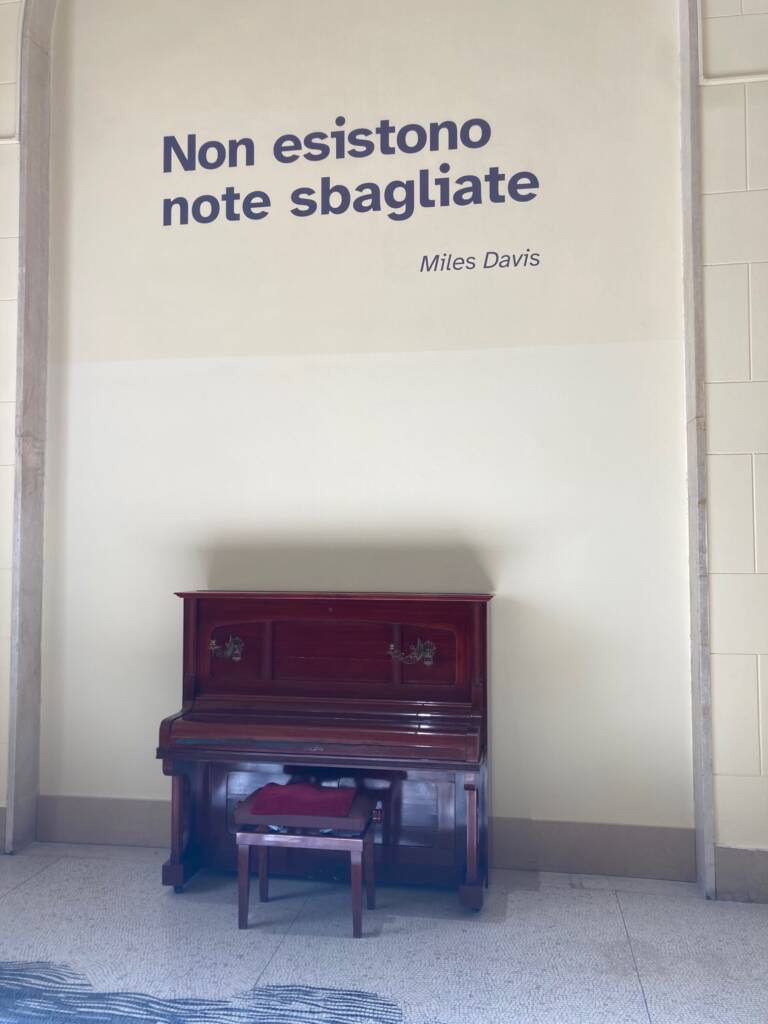 Non esistono
note sbagliate
Miles Davis